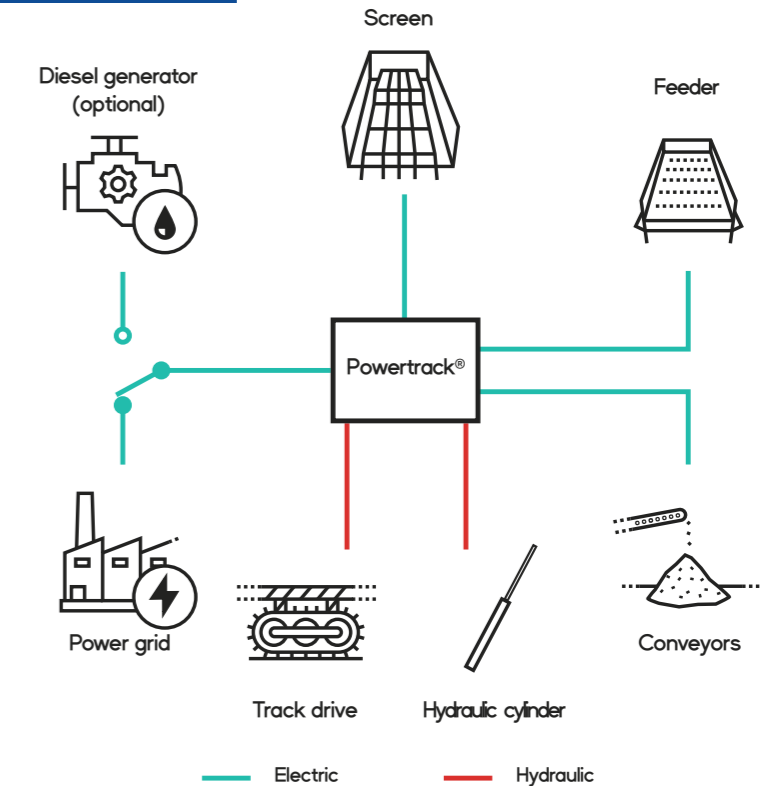 Screen
Diesel generator
(optional)
Feeder
Powertrack®
Power grid
Conveyors
Track drive
Hydraulic cylinder
Electric
Hydraulic